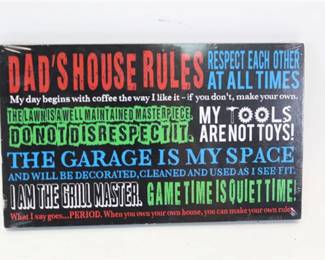 DAD'S HOUSE RULES
RESPECT EACH OTHER
AT ALL TIMES
My day begins with coffee the way I like it – if you don't, make your own.
THE LAWN IS A WELL MAINTAINED MASTERPIECE.
DO NOT DISRESPECT IT.
MY TOOLS
ARE NOT TOYS!
THE GARAGE IS MY SPACE
AND WILL BE DECORATED, CLEANED AND USED AS I SEE FIT.
I AM THE GRILL MASTER.
GAME TIME IS QUIET TIME!
What I say goes...PERIOD. When you own your own house, you can make your own rules.